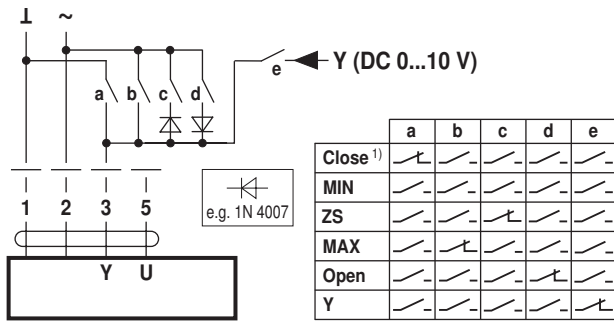 ⊥ ~
Y (DC 0...10 V)
e
a b c d
1 2 3 5
e.g. 1N 4007
Y U
a b c d e
Close 1)
MIN
ZS
MAX
Open
Y